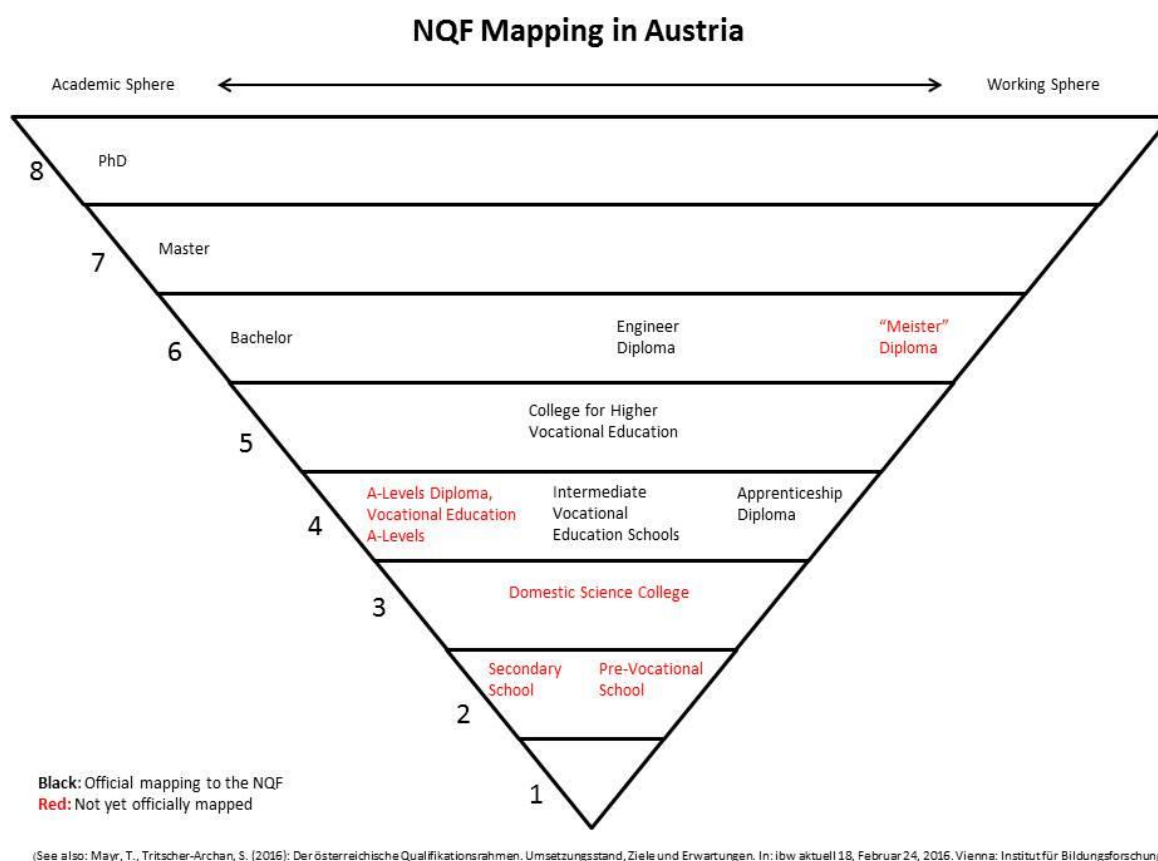 NQF Mapping in Austria
Academic Sphere
Working Sphere
8
PhD
7
Master
6
Bachelor
Engineer
Diploma
“Meister”
Diploma
5
College for Higher
Vocational Education
4
A-Levels Diploma,
Vocational Education
A-Levels
Intermediate
Vocational
Education Schools
Apprenticeship
Diploma
3
Domestic Science College
2
Secondary
School
Pre-Vocational
School
1
Black: Official mapping to the NQF
Red: Not yet officially mapped
(See also: Mayr, T., Tritscher-Archan, S. (2016): Der österreichische Qualifikationsrahmen. Umsetzungsstand, Ziele und Erwartungen. In: ibw aktuell 18, Februar 24, 2016. Vienna: Institut für Bildungsforschung